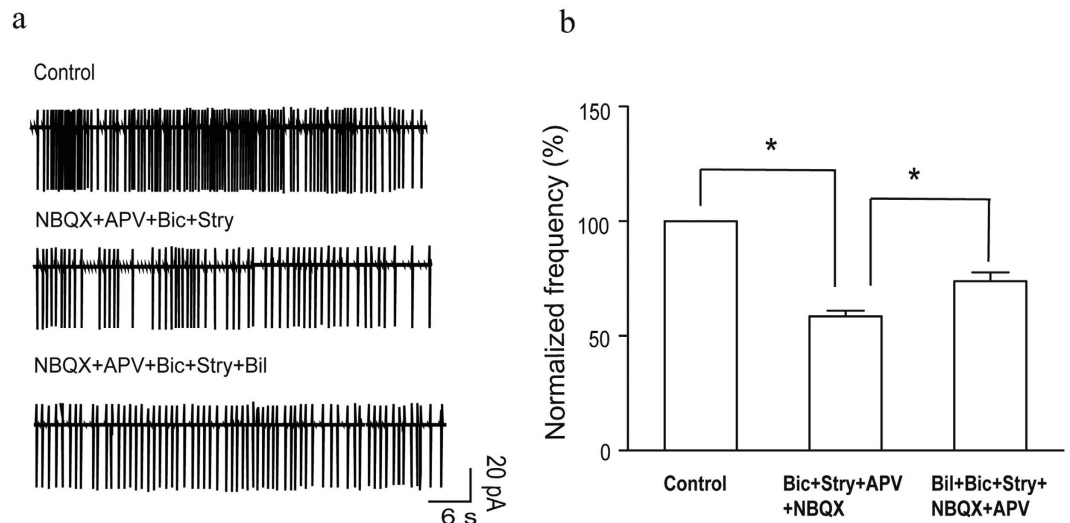 a
Control
NBQX+APV+Bic+Stry
NBQX+APV+Bic+Stry+Bil
20 pA
6 s
b
Normalized frequency (%)
150
100
50
0
*
*
Control
Bic+Stry+APV
+NBQX
Bil+Bic+Stry+
NBQX+APV